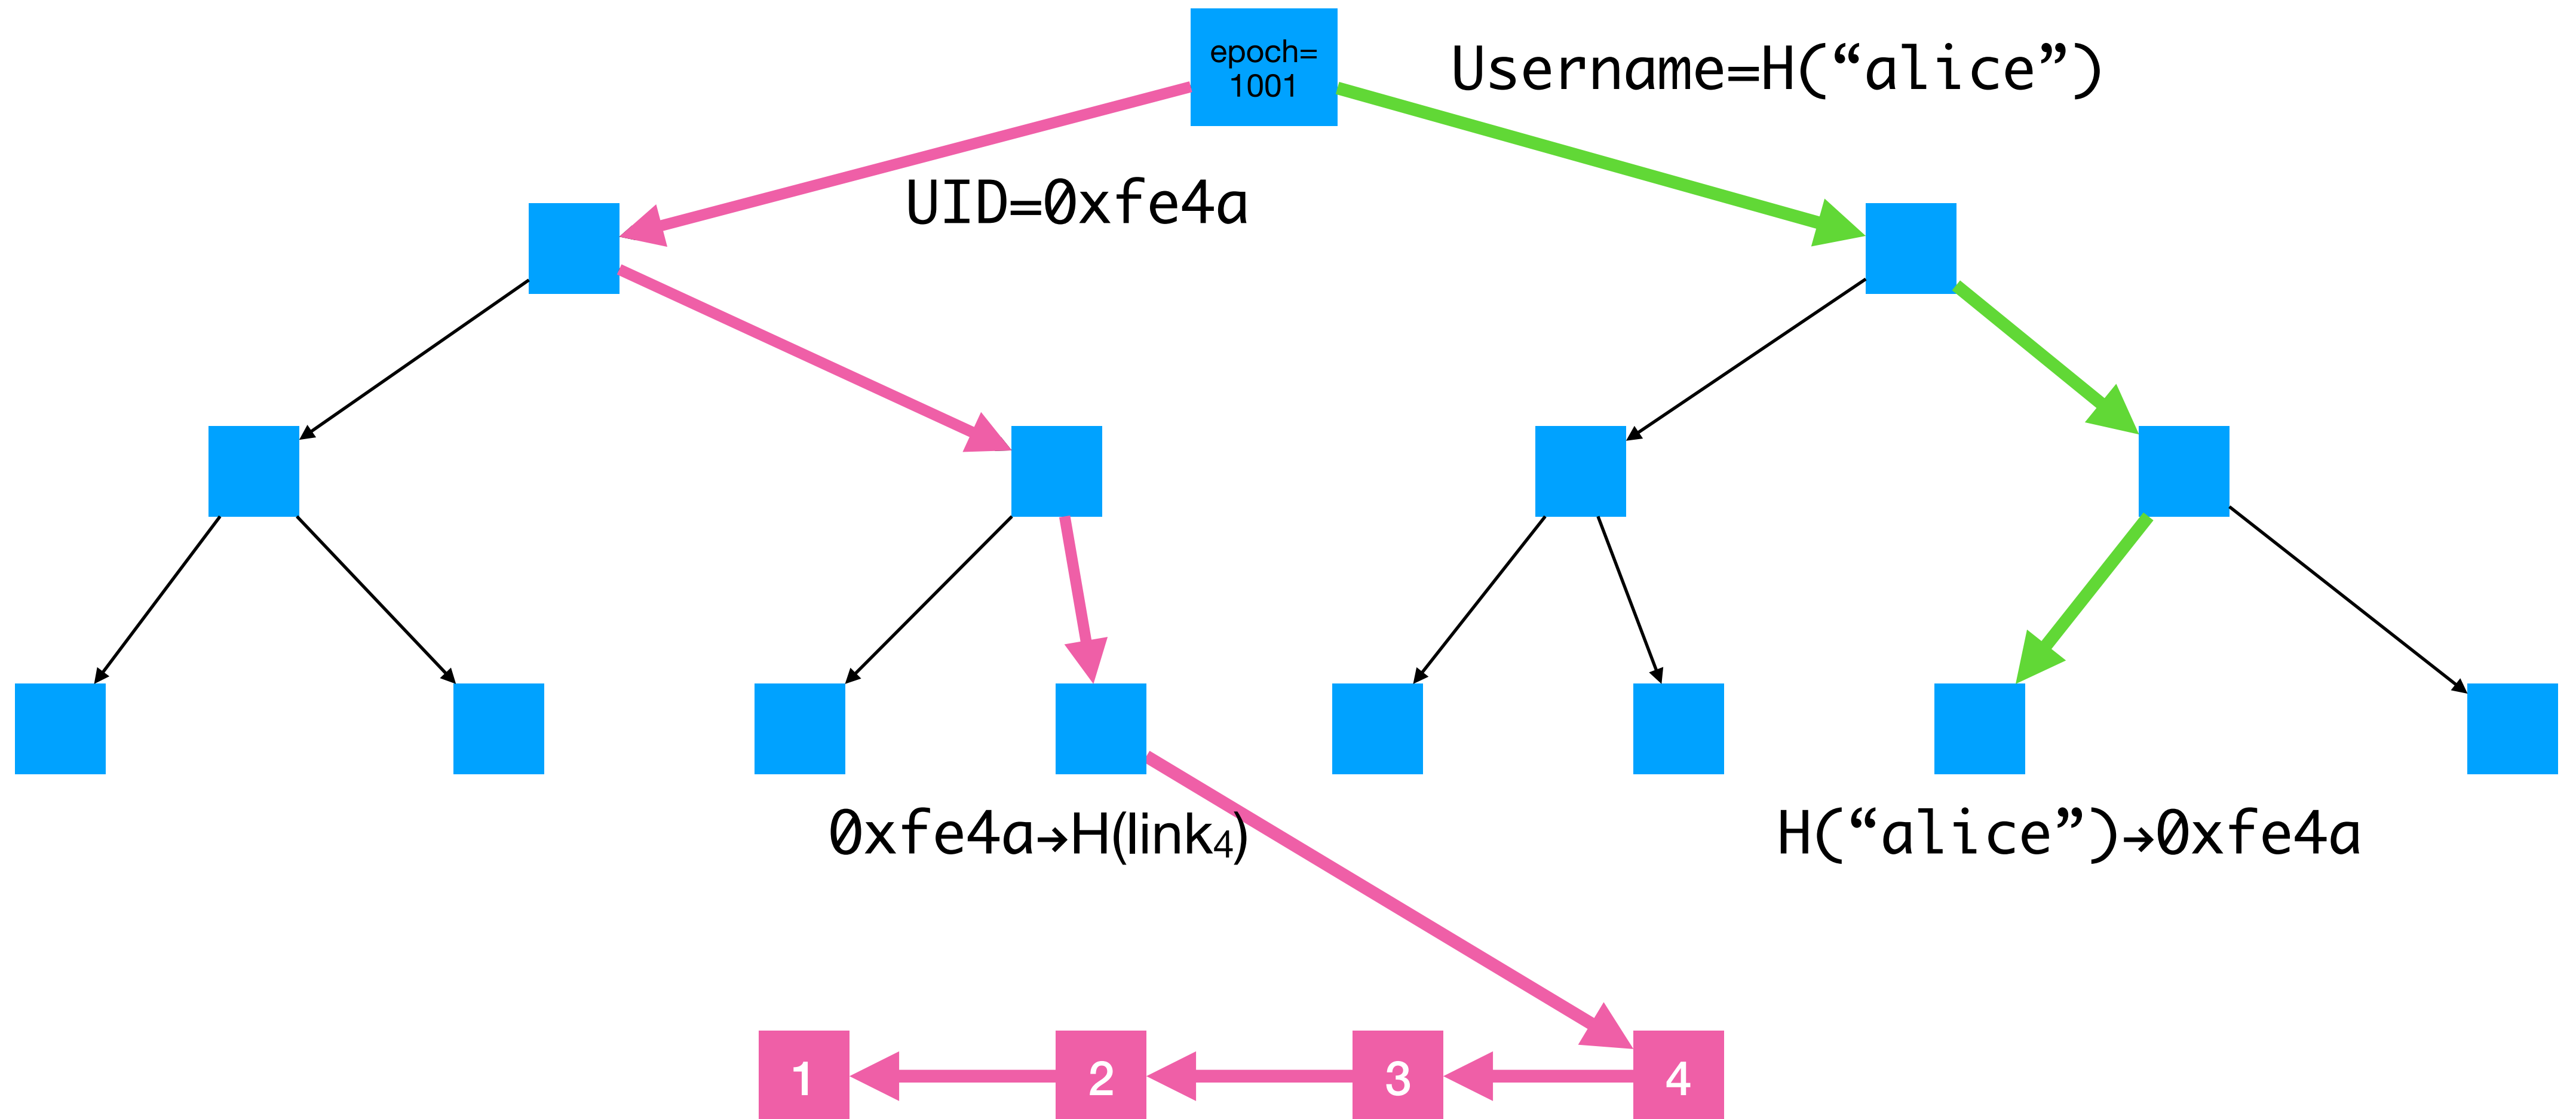 epoch=
1001
Username=H(“alice”)
UID=0xfe4a
0xfe4a→H(link₄)
H(“alice”)→0xfe4a
1
2
3
4